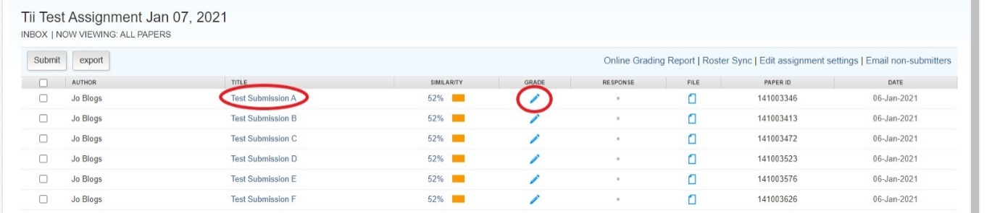 Tii Test Assignment Jan 07, 2021
INBOX | NOW VIEWING: ALL PAPERS
Submit export Online Grading Report | Roster Sync | Edit assignment settings | Email non-submitters
AUTHOR TITLE SIMILARITY GRADE RESPONSE FILE PAPER ID DATE
Jo Blogs Test Submission A 52% 141003346 06-Jan-2021
Jo Blogs Test Submission B 52% 141003413 06-Jan-2021
Jo Blogs Test Submission C 52% 141003472 06-Jan-2021
Jo Blogs Test Submission D 52% 141003523 06-Jan-2021
Jo Blogs Test Submission E 52% 141003576 06-Jan-2021
Jo Blogs Test Submission F 52% 141003626 06-Jan-2021